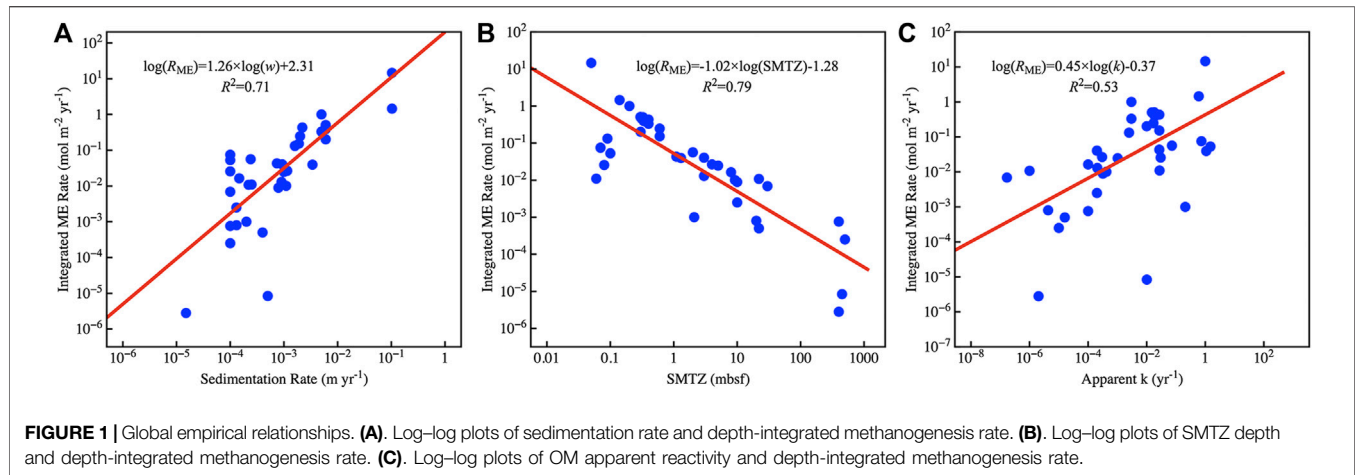 A
log(R_ME)=1.26×log(w)+2.31
R²=0.71
Integrated ME Rate (mol m⁻² yr⁻¹)
10²
10¹
1
10⁻¹
10⁻²
10⁻³
10⁻⁴
10⁻⁵
10⁻⁶
10⁻⁶ 10⁻⁵ 10⁻⁴ 10⁻³ 10⁻² 10⁻¹ 1
Sedimentation Rate (m yr⁻¹)
B
log(R_ME)=-1.02×log(SMTZ)-1.28
R²=0.79
Integrated ME Rate (mol m⁻² yr⁻¹)
10²
10¹
1
10⁻¹
10⁻²
10⁻³
10⁻⁴
10⁻⁵
10⁻⁶
0.01 0.1 1 10 100 1000
SMTZ (mbsf)
C
log(R_ME)=0.45×log(k)-0.37
R²=0.53
Integrated ME Rate (mol m⁻² yr⁻¹)
10²
10¹
1
10⁻¹
10⁻²
10⁻³
10⁻⁴
10⁻⁵
10⁻⁶
10⁻⁷
10⁻⁸ 10⁻⁶ 10⁻⁴ 10⁻² 1 10²
Apparent k (yr⁻¹)
FIGURE 1 | Global empirical relationships. (A). Log–log plots of sedimentation rate and depth-integrated methanogenesis rate. (B). Log–log plots of SMTZ depth
and depth-integrated methanogenesis rate. (C). Log–log plots of OM apparent reactivity and depth-integrated methanogenesis rate.